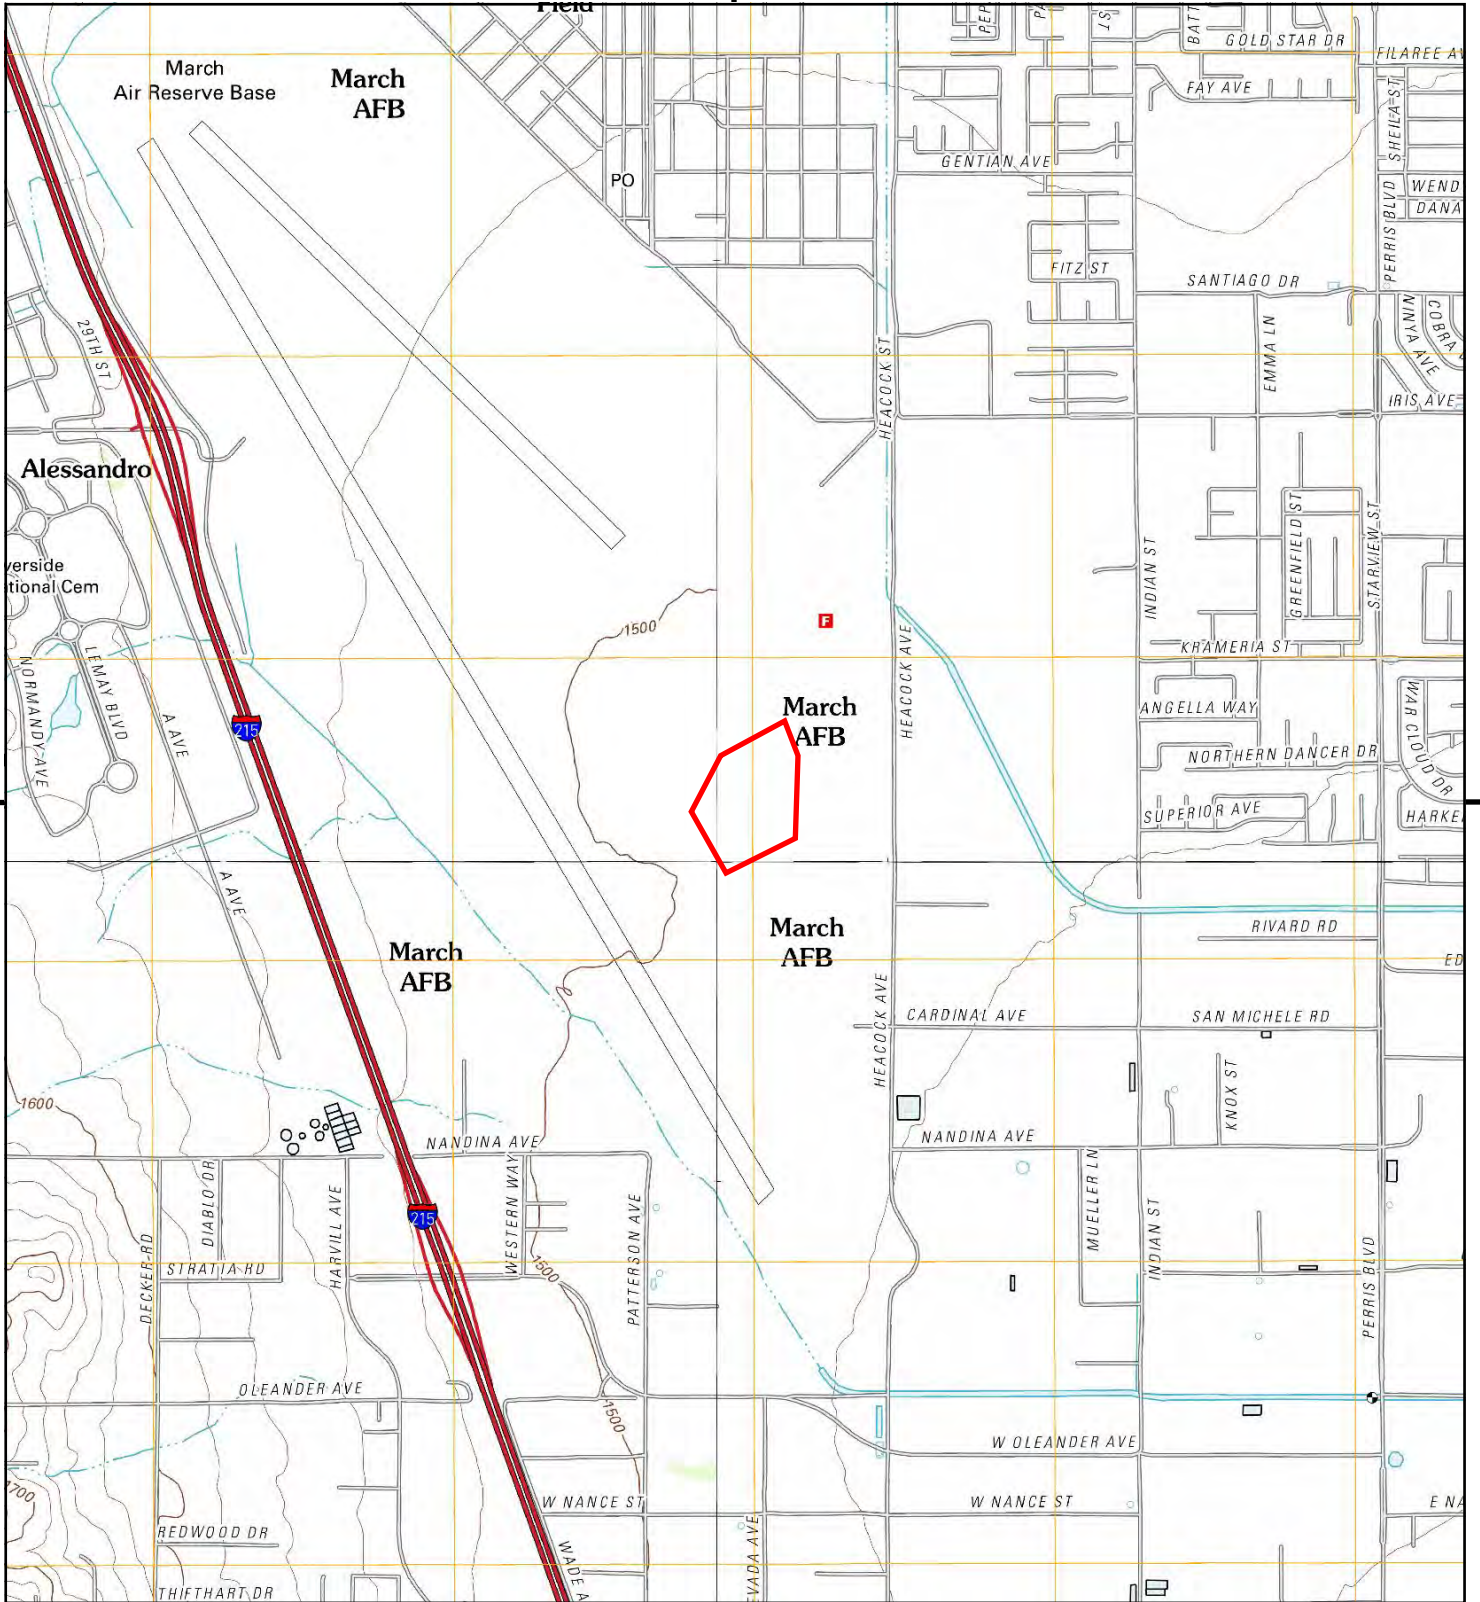 Field
GOLD STAR DR
March
Air Reserve Base
March
AFB
FAY AVE
SHEILA ST
GENTIAN AVE
PO
WEND
DANA
PERRIS BLVD
FITZ ST
SANTIAGO DR
29TH ST
HEACOCK ST
EMMA LN
NINYA AVE
COBRA
IRIS AVE
Alessandro
verside
tional Cem
INDIAN ST
GREENFIELD ST
STARVIEW ST
F
1500
HEACOCK AVE
KRAMERIA ST
NORMANDY AVE
LEMAY BLVD
A AVE
215
March
AFB
ANGELLA WAY
WAR CLOUD DR
NORTHERN DANCER DR
SUPERIOR AVE
HARKE
A AVE
March
AFB
March
AFB
RIVARD RD
ED
HEACOCK AVE
CARDINAL AVE
SAN MICHELE RD
KNOX ST
1600
NANDINA AVE
NANDINA AVE
DIABLO DR
HARVILL AVE
WESTERN WAY
PATTERSON AVE
MUELLER LN
INDIAN ST
215
DECKER RD
STRATTA RD
1500
PERRIS BLVD
OLEANDER AVE
1500
W OLEANDER AVE
1700
W NANCE ST
W NANCE ST
E NA
REDWOOD DR
WADE A
EVADA AVE
THIFTHART DR